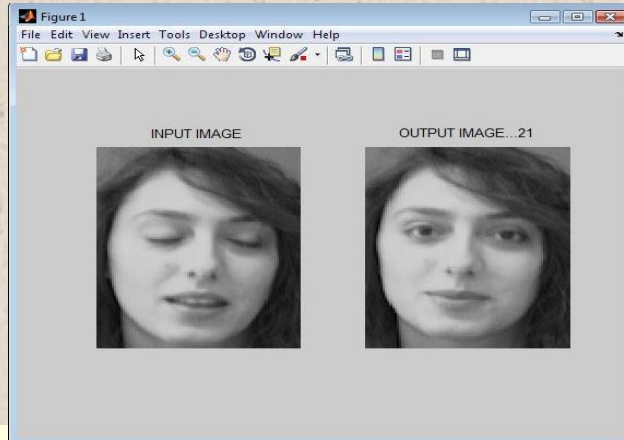 Figure 1
File Edit View Insert Tools Desktop Window Help
INPUT IMAGE
OUTPUT IMAGE...21